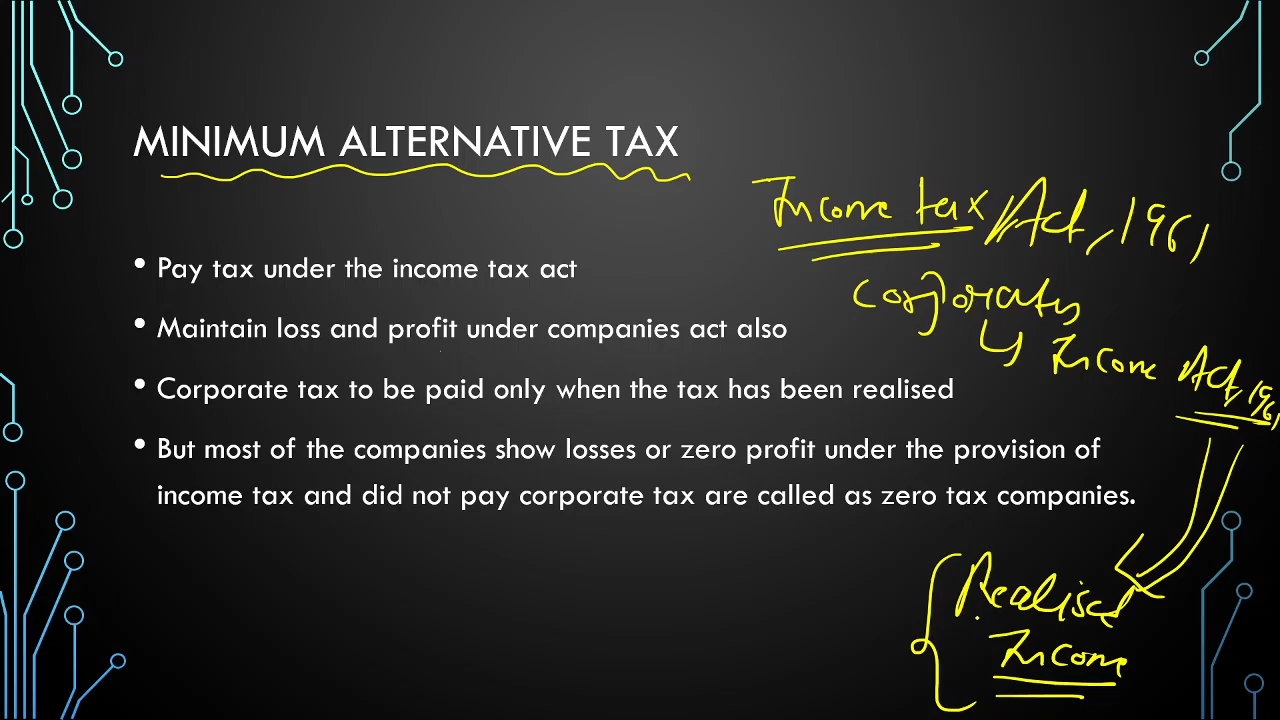 MINIMUM ALTERNATIVE TAX
Income tax Act, 1961
• Pay tax under the income tax act
corporates
• Maintain loss and profit under companies act also
Income Act, 1961
• Corporate tax to be paid only when the tax has been realised
• But most of the companies show losses or zero profit under the provision of
income tax and did not pay corporate tax are called as zero tax companies.
Realised
Income